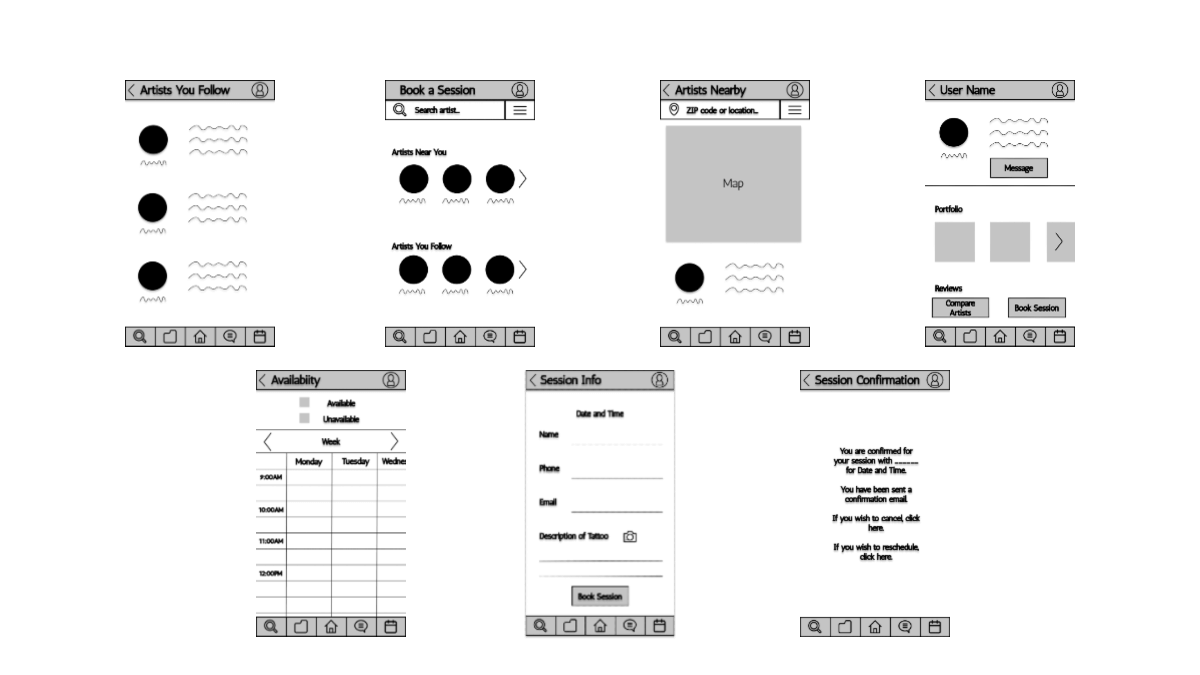 Artists You Follow
Book a Session
Search artist...
Artists Near You
Artists You Follow
Artists Nearby
ZIP code or location...
Map
User Name
Message
Portfolio
Reviews
Compare
Artists
Book Session
Availability
Available
Unavailable
Week
Monday Tuesday Wednes
9:00AM
10:00AM
11:00AM
12:00PM
Session Info
Date and Time
Name
Phone
Email
Description of Tattoo
Book Session
Session Confirmation
You are confirmed for
your session with ______
for Date and Time.
You have been sent a
confirmation email.
If you wish to cancel, click
here.
If you wish to reschedule,
click here.